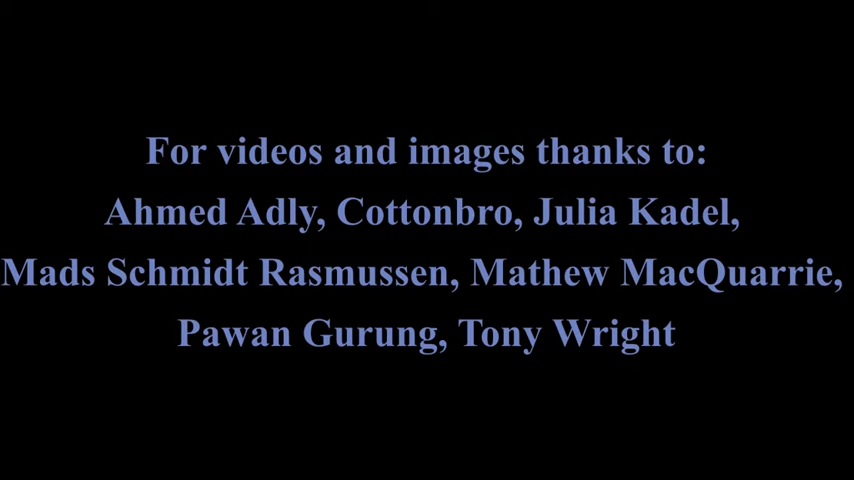 For videos and images thanks to:
Ahmed Adly, Cottonbro, Julia Kadel,
Mads Schmidt Rasmussen, Mathew MacQuarrie,
Pawan Gurung, Tony Wright